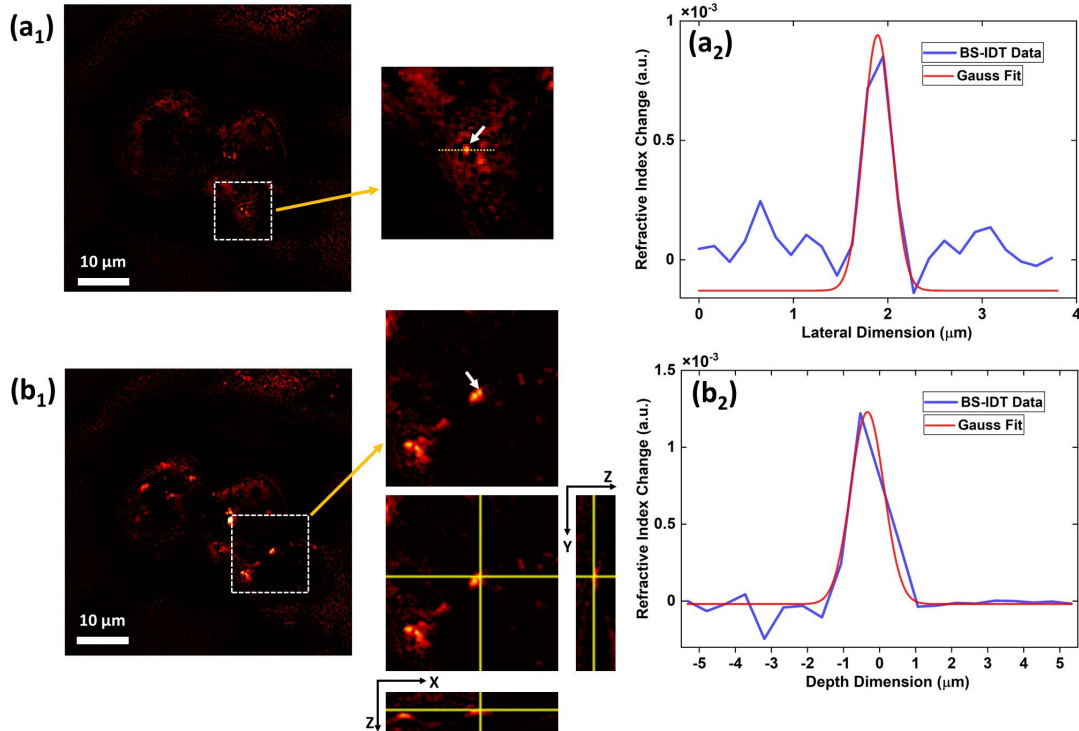 (a1)
10 μm
(a2)
×10⁻³
BS-IDT Data
Gauss Fit
Refractive Index Change (a.u.)
1
0.5
0
0 1 2 3 4
Lateral Dimension (μm)
(b1)
10 μm
Z
Y
X
Z
(b2)
×10⁻³
BS-IDT Data
Gauss Fit
Refractive Index Change (a.u.)
1.5
1
0.5
0
-5 -4 -3 -2 -1 0 1 2 3 4 5
Depth Dimension (μm)